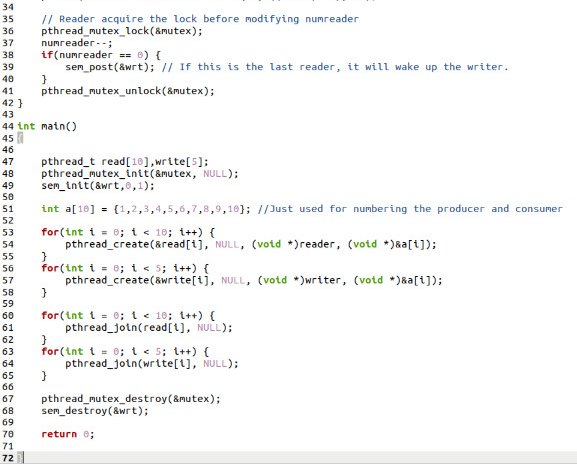 34
35 // Reader acquire the lock before modifying numreader
36 pthread_mutex_lock(&mutex);
37 numreader--;
38 if(numreader == 0) {
39 sem_post(&wrt); // If this is the last reader, it will wake up the writer.
40 }
41 pthread_mutex_unlock(&mutex);
42 }
43
44 int main()
45 {
46
47 pthread_t read[10],write[5];
48 pthread_mutex_init(&mutex, NULL);
49 sem_init(&wrt,0,1);
50
51 int a[10] = {1,2,3,4,5,6,7,8,9,10}; //Just used for numbering the producer and consumer
52
53 for(int i = 0; i < 10; i++) {
54 pthread_create(&read[i], NULL, (void *)reader, (void *)&a[i]);
55 }
56 for(int i = 0; i < 5; i++) {
57 pthread_create(&write[i], NULL, (void *)writer, (void *)&a[i]);
58 }
59
60 for(int i = 0; i < 10; i++) {
61 pthread_join(read[i], NULL);
62 }
63 for(int i = 0; i < 5; i++) {
64 pthread_join(write[i], NULL);
65 }
66
67 pthread_mutex_destroy(&mutex);
68 sem_destroy(&wrt);
69
70 return 0;
71
72 }